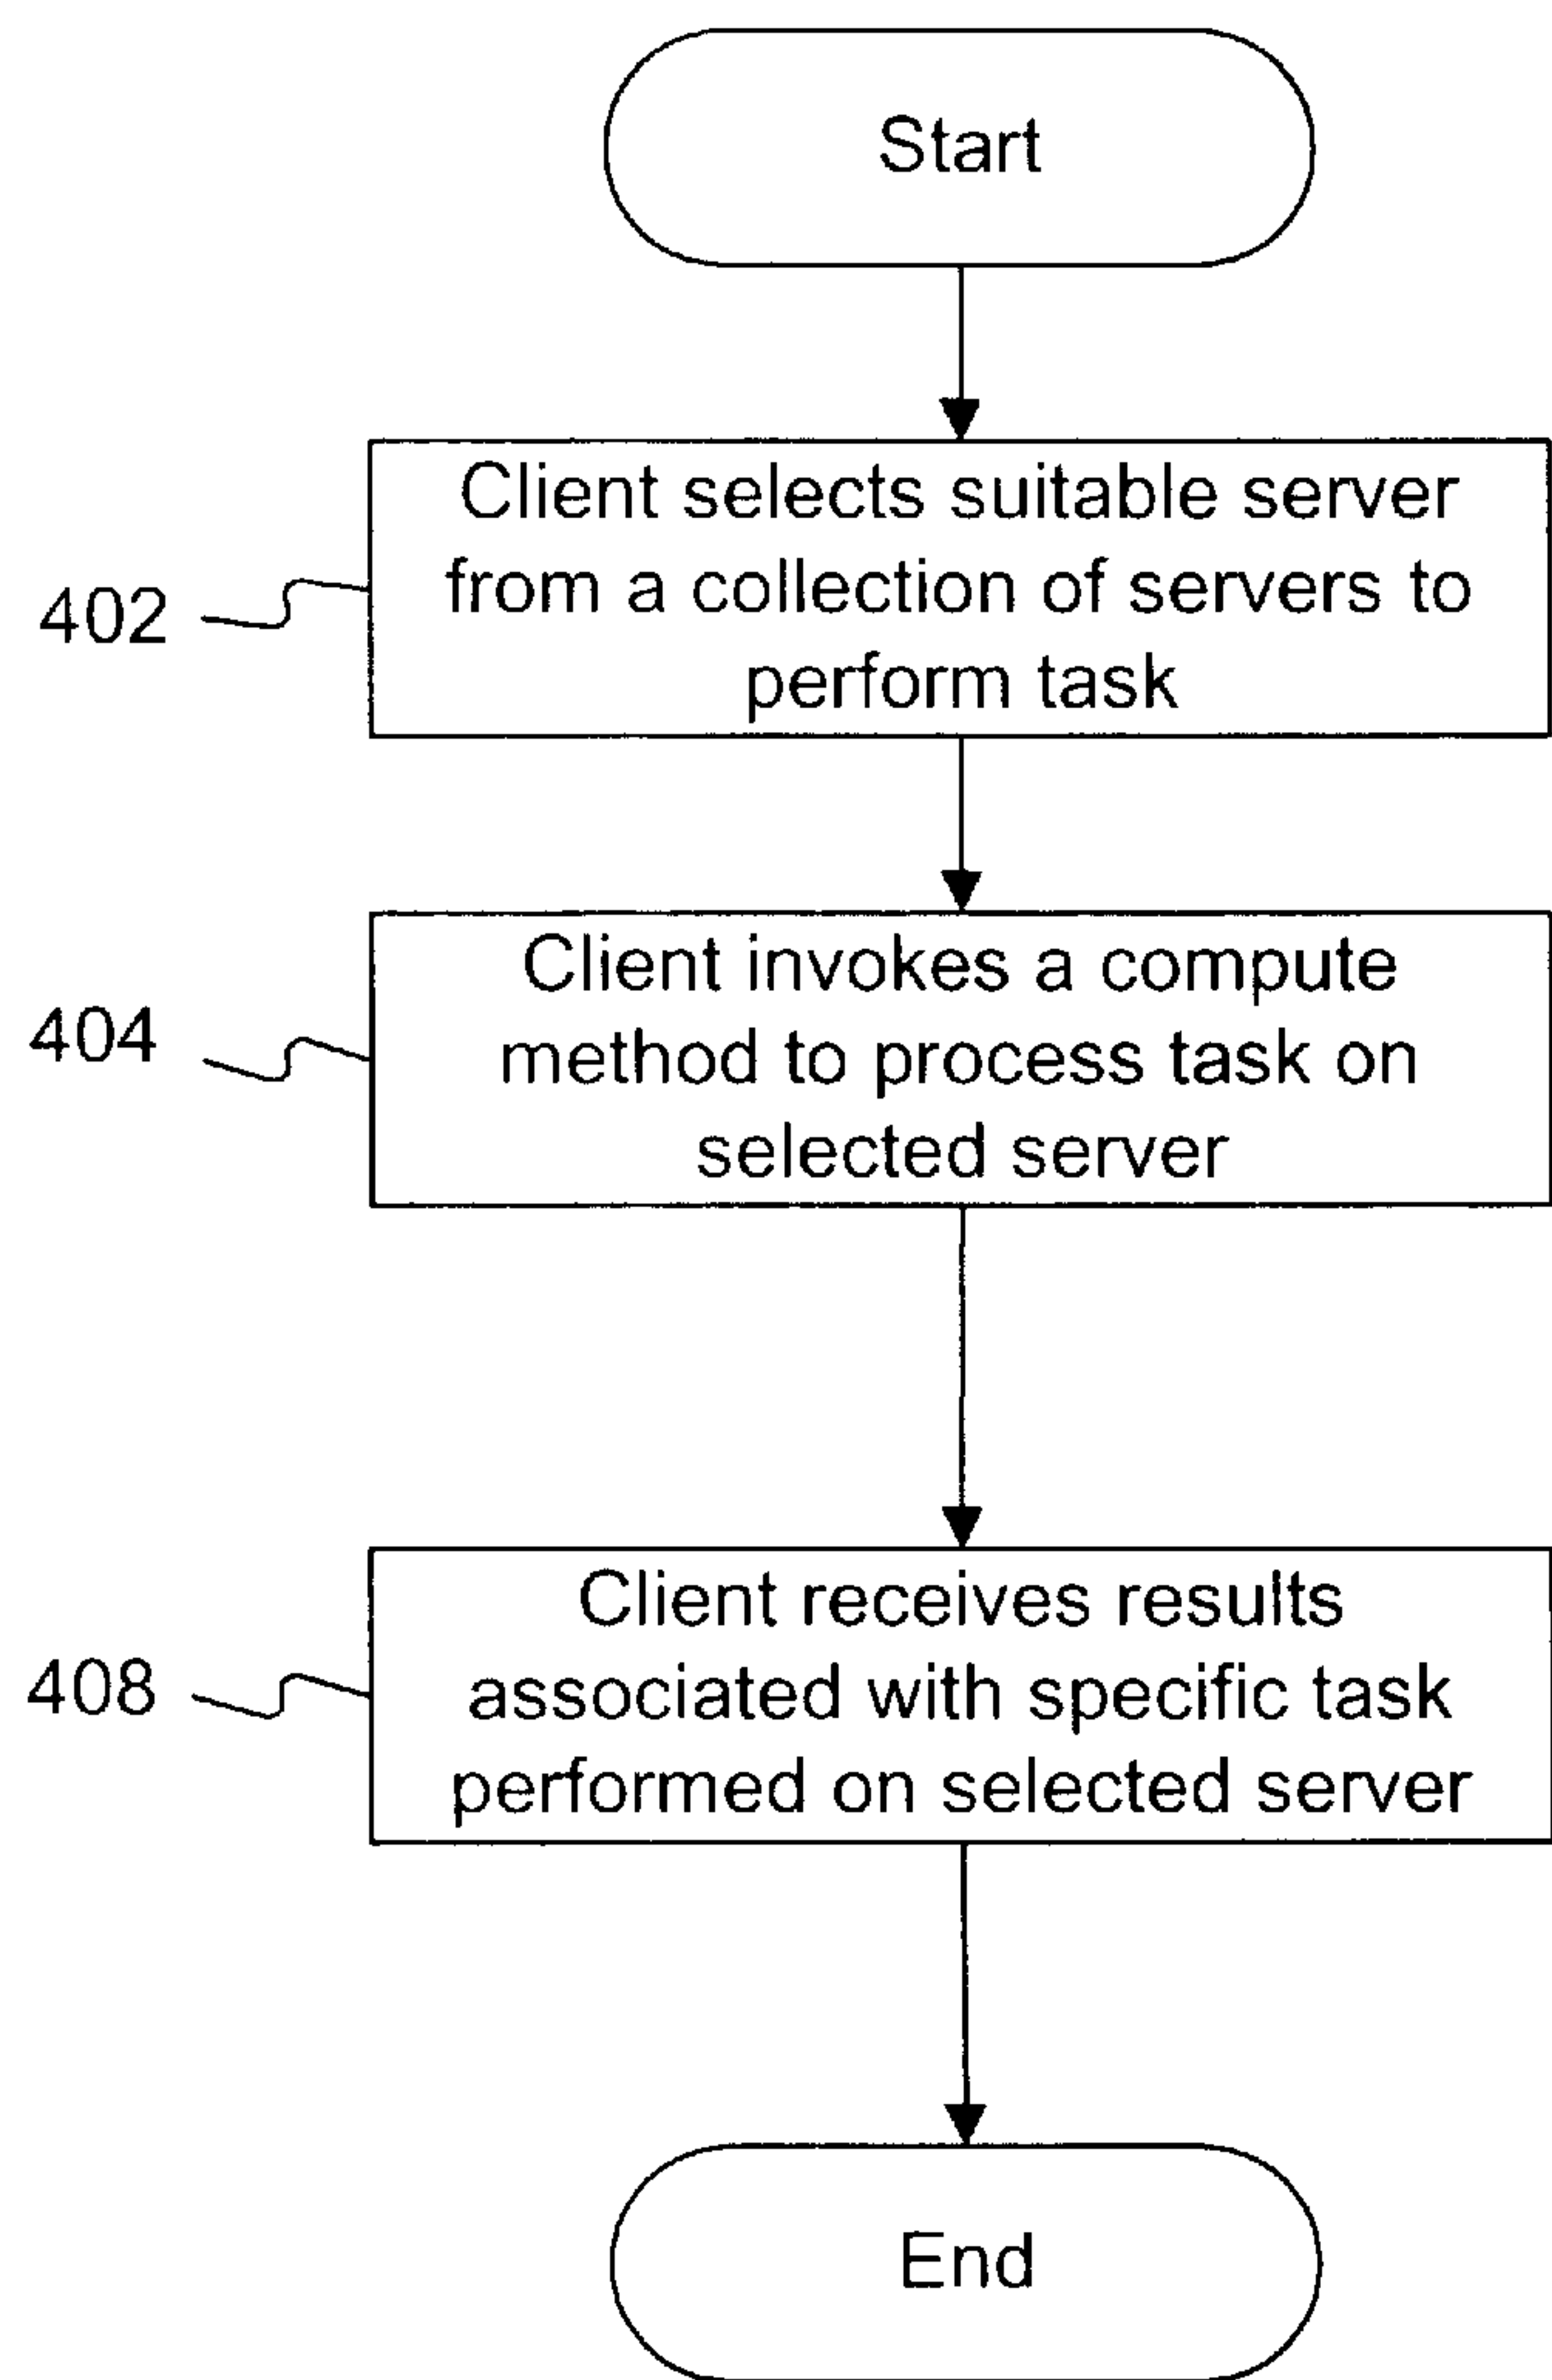 Start
Client selects suitable server
from a collection of servers to
perform task
402
Client invokes a compute
method to process task on
selected server
404
Client receives results
associated with specific task
performed on selected server
408
End